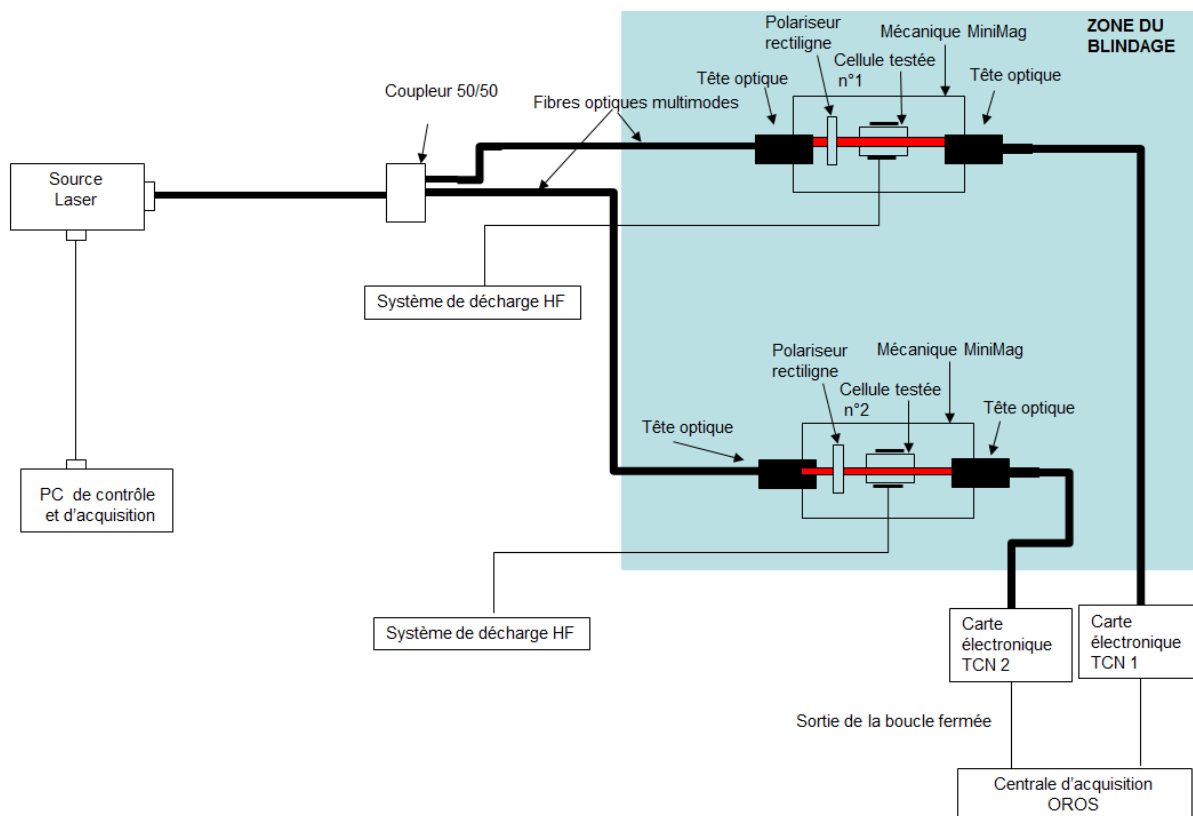 ZONE DU
BLINDAGE
Polariseur
rectiligne
Mécanique MiniMag
Cellule testée
n°1
Tête optique
Tête optique
Coupleur 50/50
Fibres optiques multimodes
Source
Laser
Système de décharge HF
Polariseur
rectiligne
Mécanique MiniMag
Cellule testée
n°2
Tête optique
Tête optique
PC de contrôle
et d'acquisition
Système de décharge HF
Carte
électronique
TCN 2
Carte
électronique
TCN 1
Sortie de la boucle fermée
Centrale d'acquisition
OROS